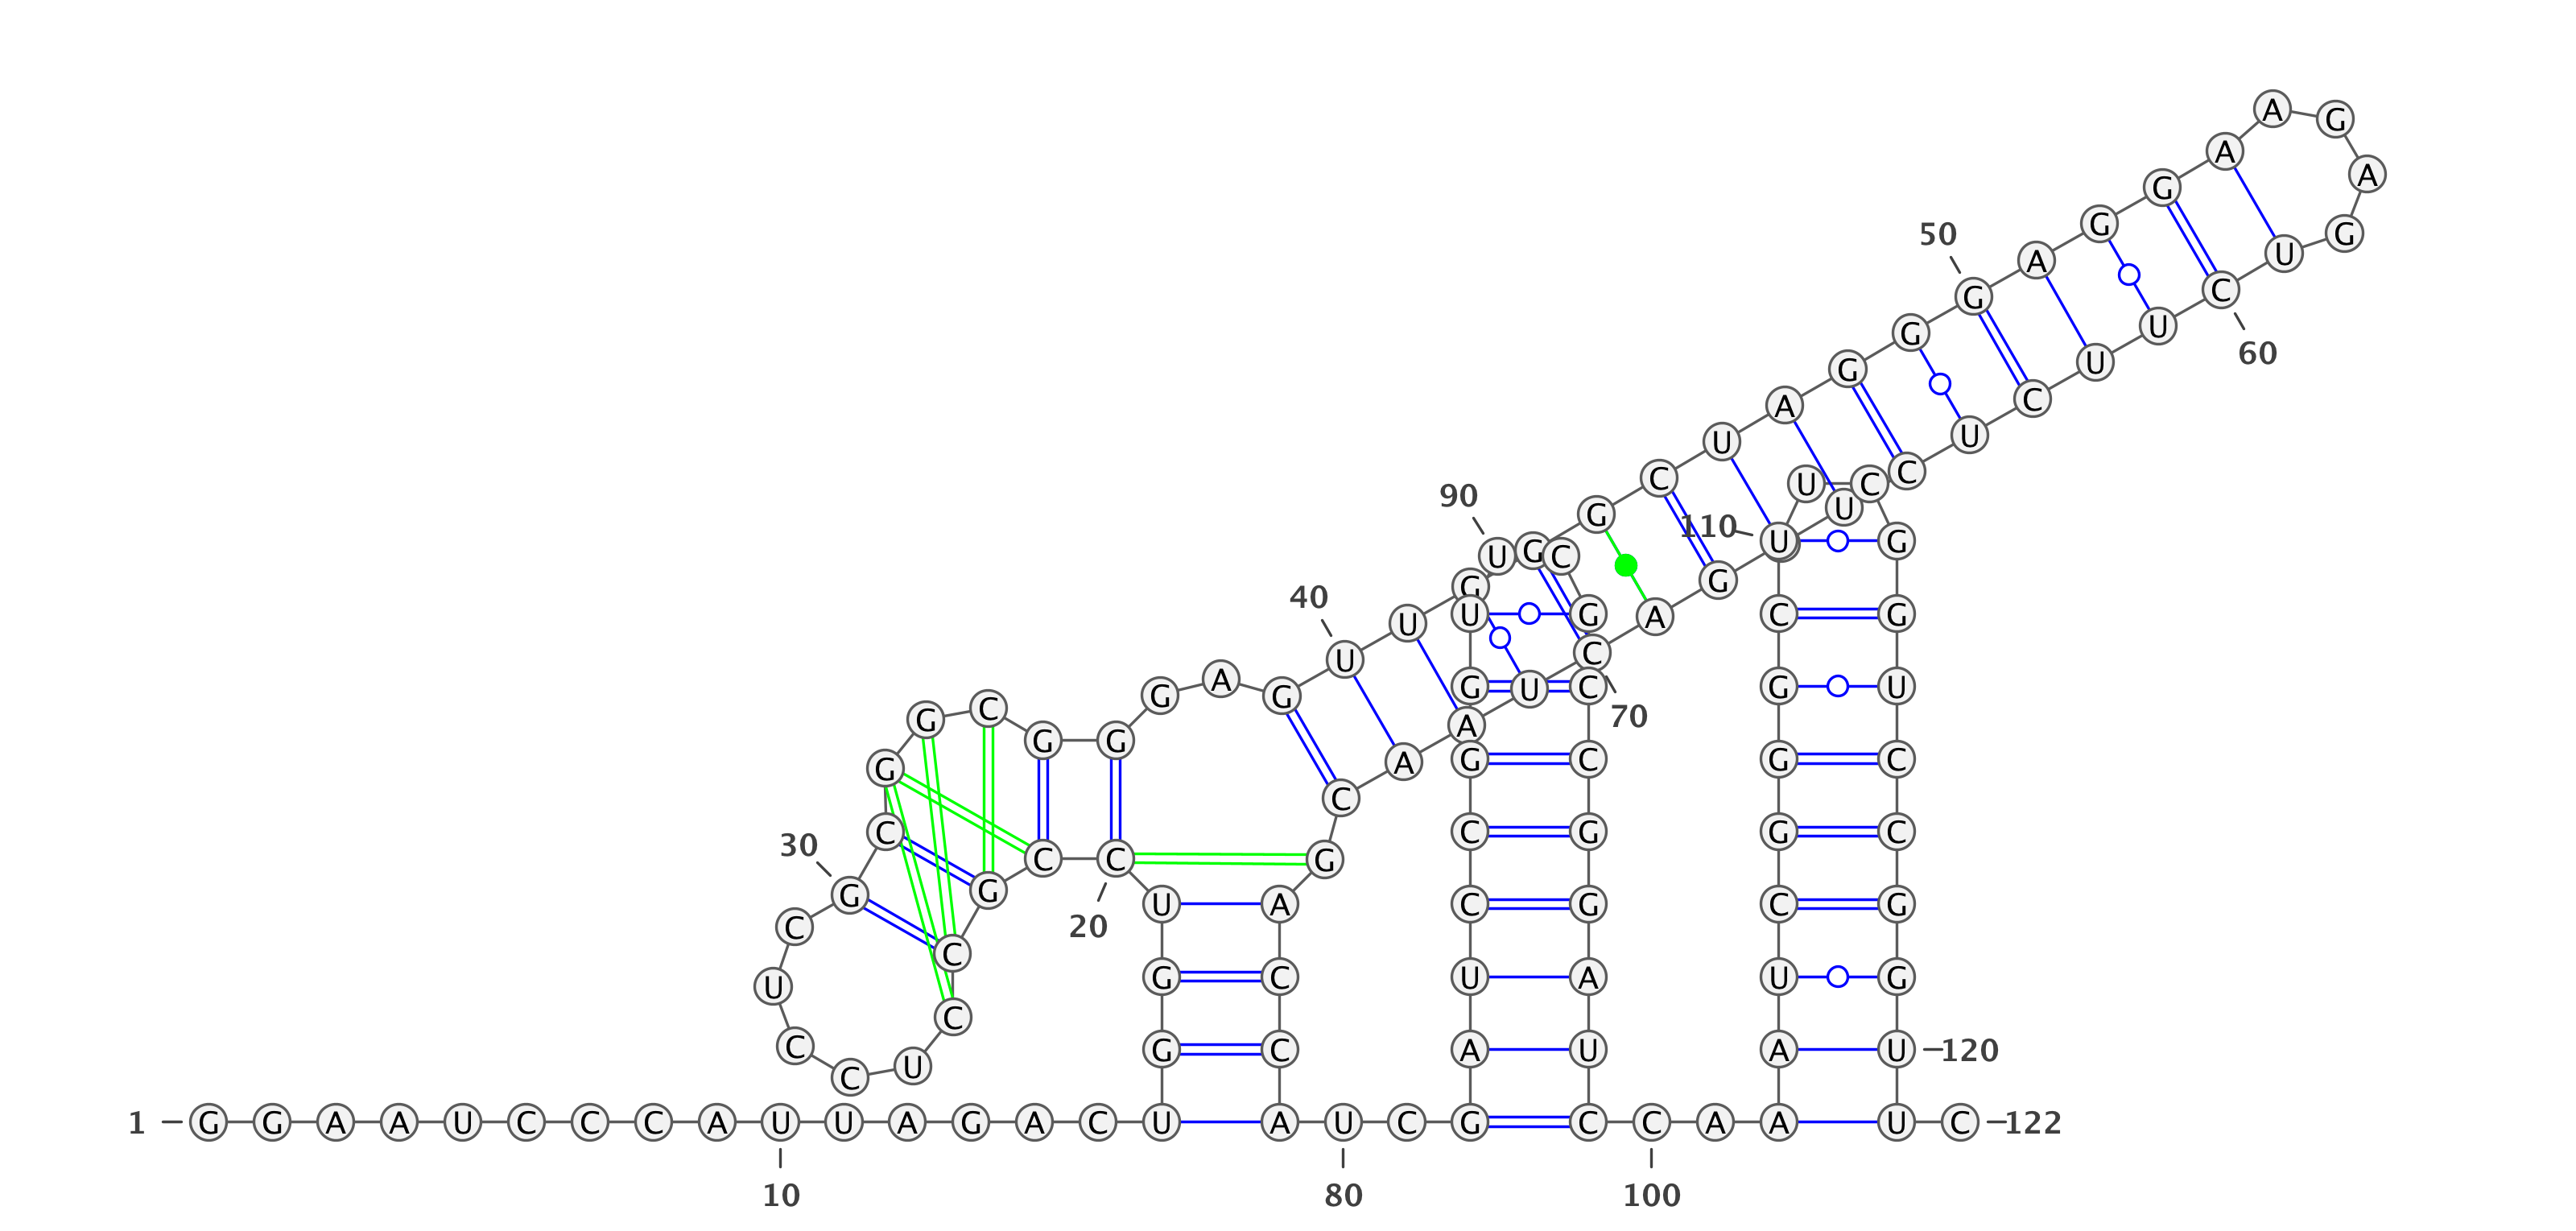 A G
A A
G
G G
50 A U
G C
G U 60
A U
U G C
90 C U C C
G 110 U
U G C U G
G G
40 U U G A U C G
U C
G A G G U C G U
G C A 70
G G A
G A G C G C
C C G C
30 C C G C G G C
G G
20
C U A C G C G
C
U G C U A U G
C C
U G C A U A U 120
C
1 G G A A U C C C A U U A G A C U A U C G C C A A U C 122
10 80 100